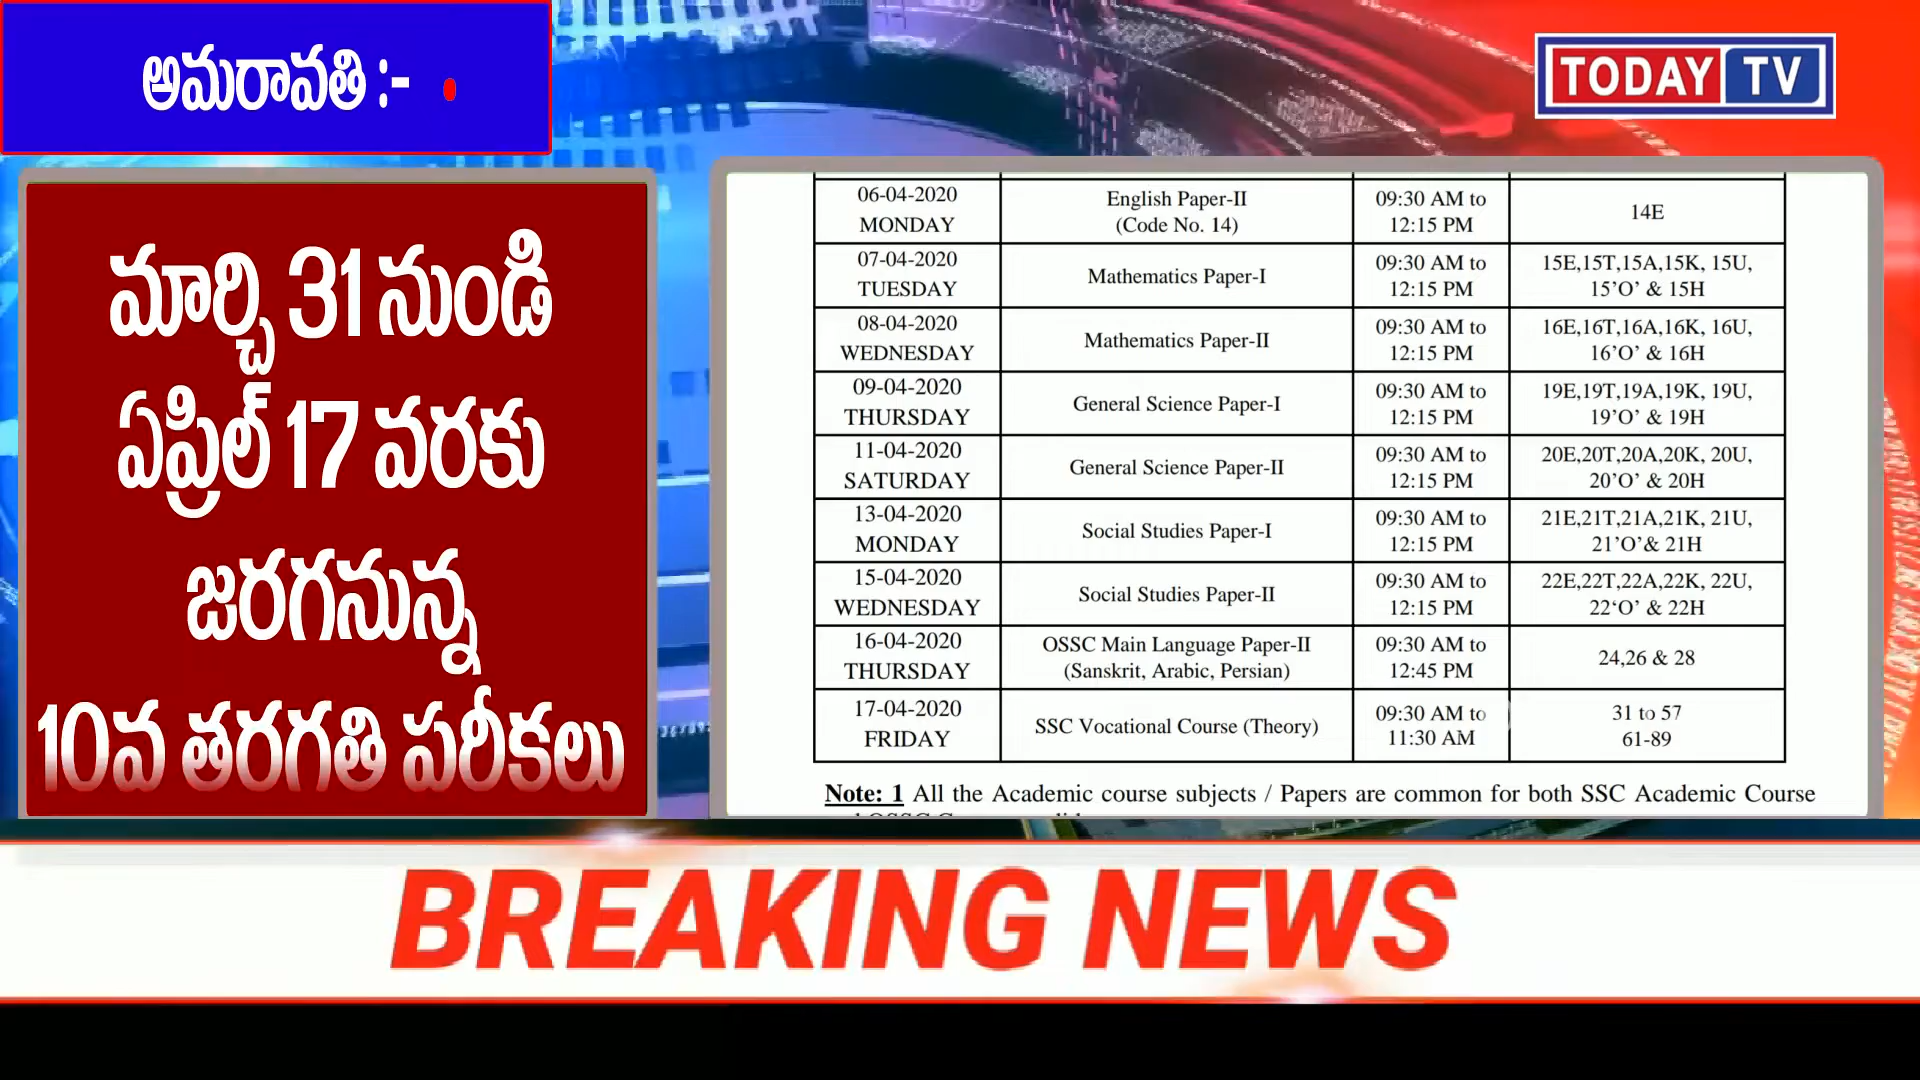 అమరావతి :-
TODAY TV
మార్చి 31 నుండి
ఏప్రిల్ 17 వరకు
జరగనున్న
10వ తరగతి పరీకలు
06-04-2020 MONDAY English Paper-II (Code No. 14) 09:30 AM to 12:15 PM 14E
07-04-2020 TUESDAY Mathematics Paper-I 09:30 AM to 12:15 PM 15E,15T,15A,15K, 15U, 15’O’ & 15H
08-04-2020 WEDNESDAY Mathematics Paper-II 09:30 AM to 12:15 PM 16E,16T,16A,16K, 16U, 16’O’ & 16H
09-04-2020 THURSDAY General Science Paper-I 09:30 AM to 12:15 PM 19E,19T,19A,19K, 19U, 19’O’ & 19H
11-04-2020 SATURDAY General Science Paper-II 09:30 AM to 12:15 PM 20E,20T,20A,20K, 20U, 20’O’ & 20H
13-04-2020 MONDAY Social Studies Paper-I 09:30 AM to 12:15 PM 21E,21T,21A,21K, 21U, 21’O’& 21H
15-04-2020 WEDNESDAY Social Studies Paper-II 09:30 AM to 12:15 PM 22E,22T,22A,22K, 22U, 22‘O’ & 22H
16-04-2020 THURSDAY OSSC Main Language Paper-II (Sanskrit, Arabic, Persian) 09:30 AM to 12:45 PM 24,26 & 28
17-04-2020 FRIDAY SSC Vocational Course (Theory) 09:30 AM to 11:30 AM 31 to 57 61-89
Note: 1 All the Academic course subjects / Papers are common for both SSC Academic Course
BREAKING NEWS